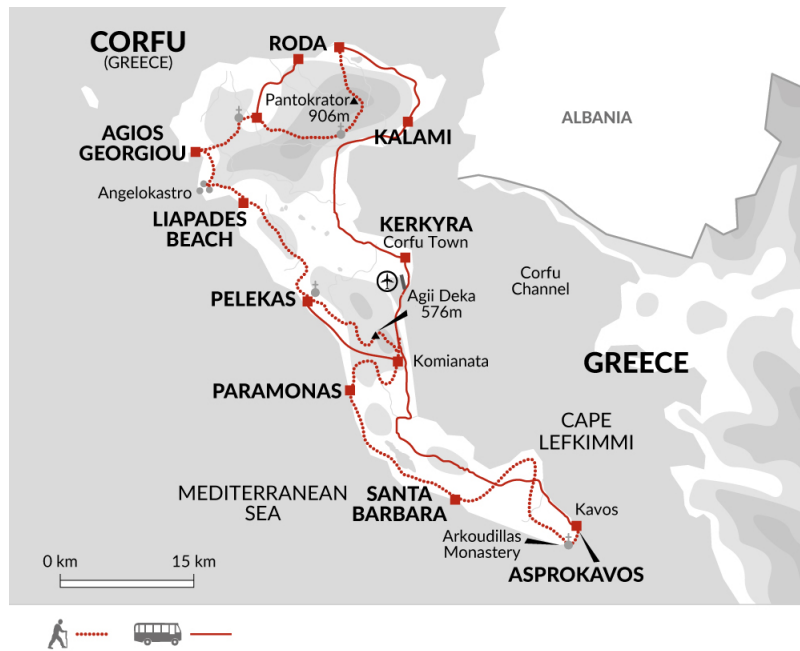 CORFU
(GREECE)
RODA
Pantokrator
906m
KALAMI
ALBANIA
AGIOS
GEORGIOU
Angelokastro
LIAPADES
BEACH
KERKYRA
Corfu Town
Corfu
Channel
Agii Deka
576m
PELEKAS
Komianata
GREECE
PARAMONAS
CAPE
LEFKIMMI
MEDITERRANEAN
SEA
SANTA
BARBARA
Kavos
Arkoudillas
Monastery
ASPROKAVOS
0 km
15 km